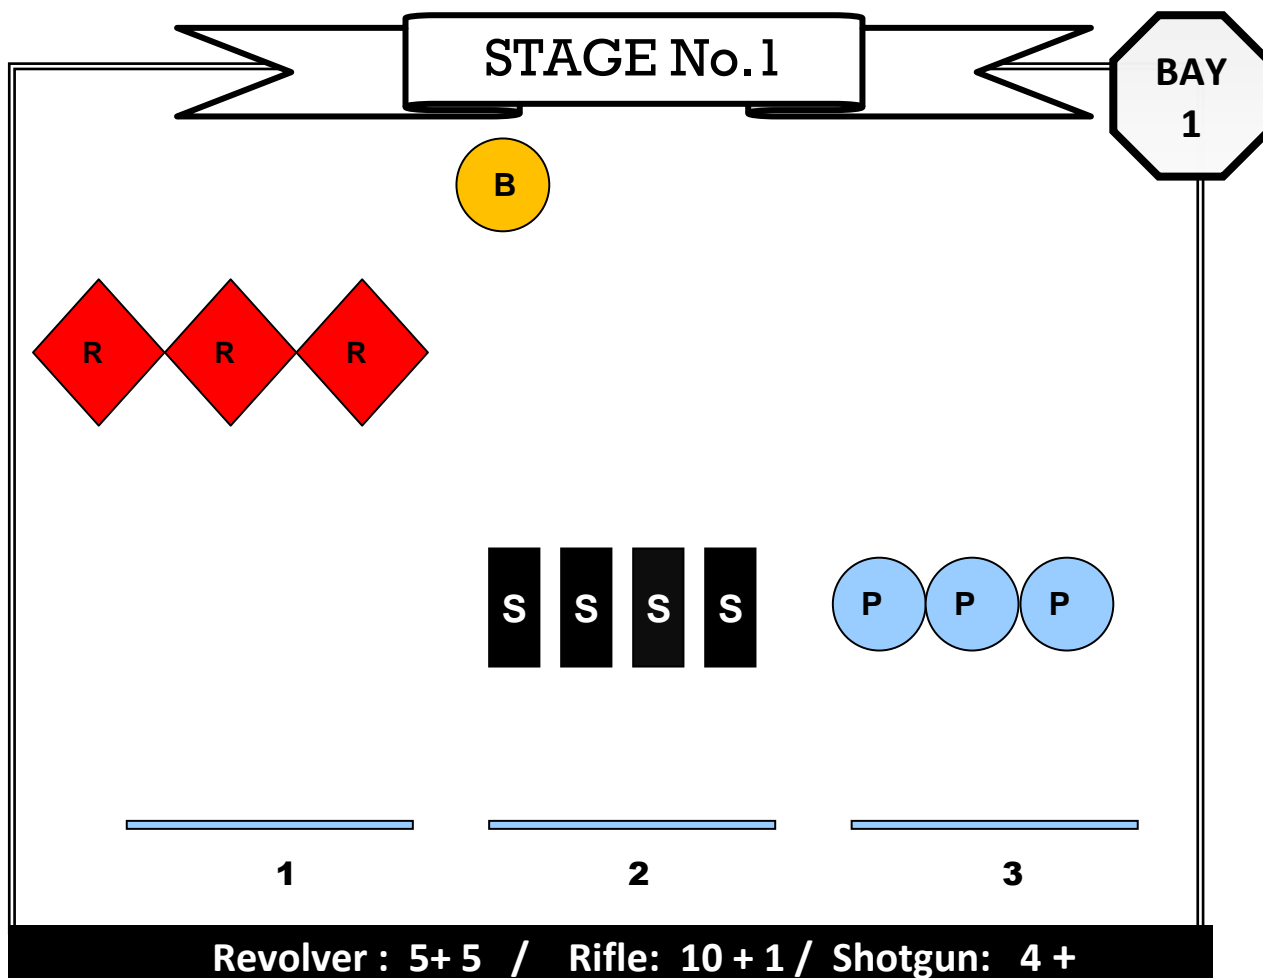 STAGE No.1
BAY
1
B
R R R
S S S S
P P P
1 2 3
Revolver : 5+ 5 / Rifle: 10 + 1 / Shotgun: 4 +